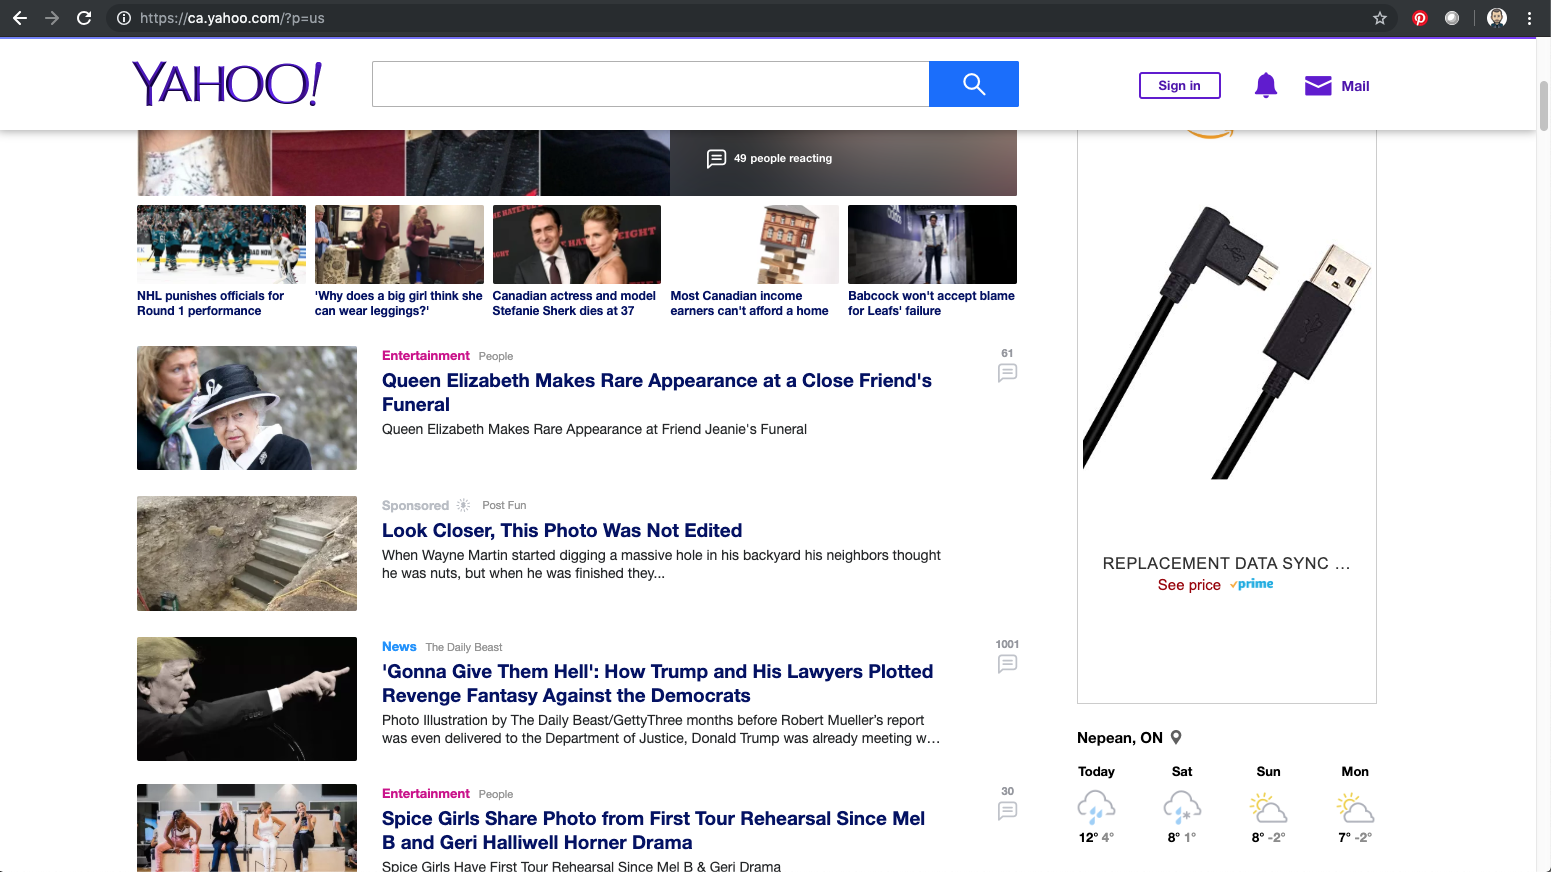 https://ca.yahoo.com/?p=us
YAHOO!
Sign in
Mail
49 people reacting
NHL punishes officials for
Round 1 performance
'Why does a big girl think she
can wear leggings?'
Canadian actress and model
Stefanie Sherk dies at 37
Most Canadian income
earners can't afford a home
Babcock won't accept blame
for Leafs' failure
Entertainment People
61
Queen Elizabeth Makes Rare Appearance at a Close Friend's
Funeral
Queen Elizabeth Makes Rare Appearance at Friend Jeanie's Funeral
Sponsored Post Fun
Look Closer, This Photo Was Not Edited
When Wayne Martin started digging a massive hole in his backyard his neighbors thought
he was nuts, but when he was finished they...
News The Daily Beast
1001
'Gonna Give Them Hell': How Trump and His Lawyers Plotted
Revenge Fantasy Against the Democrats
Photo Illustration by The Daily Beast/GettyThree months before Robert Mueller's report
was even delivered to the Department of Justice, Donald Trump was already meeting w…
Entertainment People
30
Spice Girls Share Photo from First Tour Rehearsal Since Mel
B and Geri Halliwell Horner Drama
Spice Girls Have First Tour Rehearsal Since Mel B & Geri Drama
REPLACEMENT DATA SYNC …
See price prime
Nepean, ON
Today Sat Sun Mon
12° 4° 8° 1° 8° -2° 7° -2°